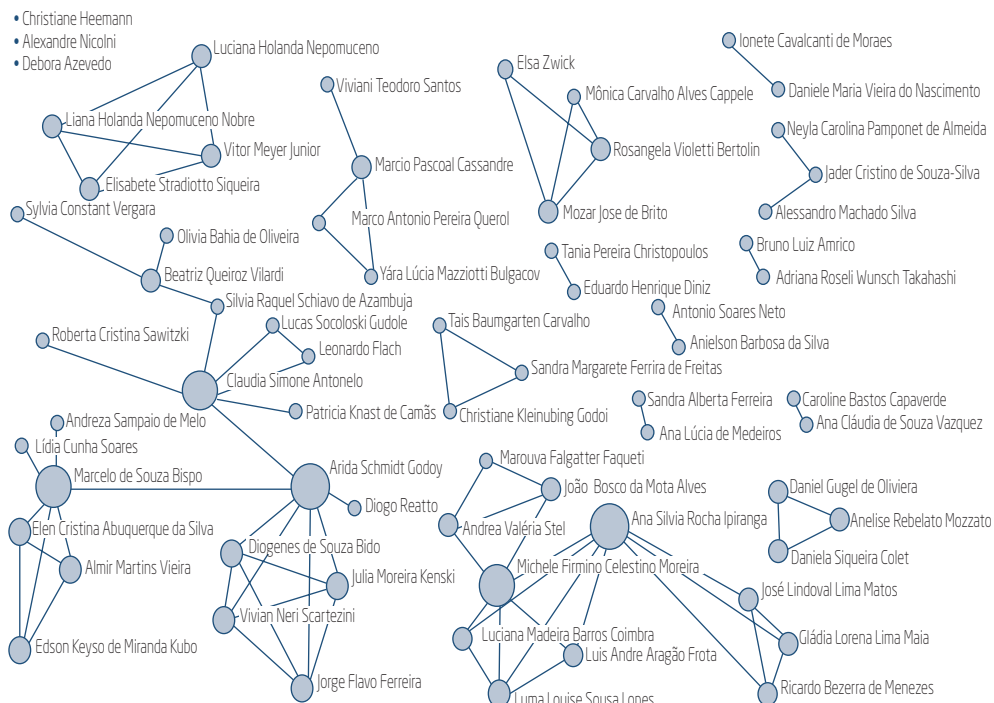 • Christiane Heemann
• Alexandre Nicolni
• Debora Azevedo
Luciana Holanda Nepomuceno
Liana Holanda Nepomuceno Nobre
Vitor Meyer Junior
Elisabete Stradiotto Siqueira
Viviani Teodoro Santos
Marcio Pascoal Cassandre
Marco Antonio Pereira Querol
Yára Lúcia Mazziotti Bulgacov
Elsa Zwick
Mônica Carvalho Alves Cappele
Rosangela Violetti Bertolin
Mozar Jose de Brito
Ionete Cavalcanti de Moraes
Daniele Maria Vieira do Nascimento
Neyla Carolina Pamponet de Almeida
Jader Cristino de Souza-Silva
Alessandro Machado Silva
Sylvia Constant Vergara
Olivia Bahia de Oliveira
Beatriz Queiroz Vilardi
Silvia Raquel Schiavo de Azambuja
Tania Pereira Christopoulos
Eduardo Henrique Diniz
Bruno Luiz Amrico
Adriana Roseli Wunsch Takahashi
Antonio Soares Neto
Anielson Barbosa da Silva
Roberta Cristina Sawitzki
Lucas Socoloski Gudole
Leonardo Flach
Claudia Simone Antonelo
Patricia Knast de Camãs
Tais Baumgarten Carvalho
Sandra Margarete Ferrira de Freitas
Christiane Kleinubing Godoi
Sandra Alberta Ferreira
Ana Lúcia de Medeiros
Caroline Bastos Capaverde
Ana Cláudia de Souza Vazquez
Andreza Sampaio de Melo
Lídia Cunha Soares
Marcelo de Souza Bispo
Arida Schmidt Godoy
Diogo Reatto
Elen Cristina Abuquerque da Silva
Almir Martins Vieira
Edson Keyso de Miranda Kubo
Diogenes de Souza Bido
Julia Moreira Kenski
Vivian Neri Scartezini
Jorge Flavo Ferreira
Marouva Falgatter Faqueti
João Bosco da Mota Alves
Andrea Valéria Stel
Ana Silvia Rocha Ipiranga
Michele Firmino Celestino Moreira
Luciana Madeira Barros Coimbra
Luis Andre Aragão Frota
Luma Louise Sousa Lopes
Daniel Gugel de Oliviera
Anelise Rebelato Mozzato
Daniela Siqueira Colet
José Lindoval Lima Matos
Gládia Lorena Lima Maia
Ricardo Bezerra de Menezes